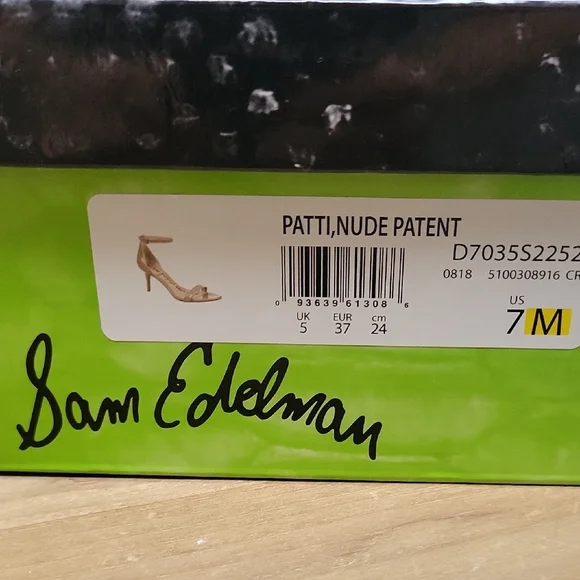 PATTI,NUDE PATENT
D7035S2252
0818 5100308916 CR
0 93639 61308 6
UK EUR cm
5 37 24
US
7 M
Sam Edelman